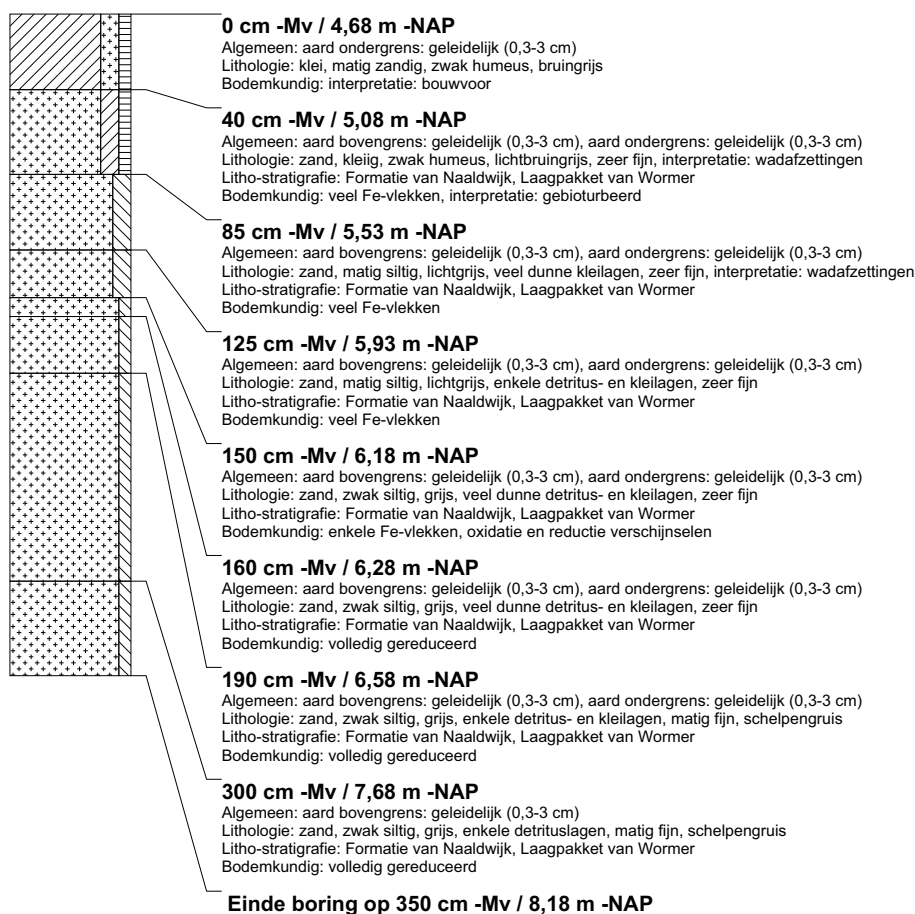 0 cm -Mv / 4,68 m -NAP
Algemeen: aard ondergrens: geleidelijk (0,3-3 cm)
Lithologie: klei, matig zandig, zwak humeus, bruingrijs
Bodemkundig: interpretatie: bouwvoor
40 cm -Mv / 5,08 m -NAP
Algemeen: aard bovengrens: geleidelijk (0,3-3 cm), aard ondergrens: geleidelijk (0,3-3 cm)
Lithologie: zand, kleiig, zwak humeus, lichtbruingrijs, zeer fijn, interpretatie: wadafzettingen
Litho-stratigrafie: Formatie van Naaldwijk, Laagpakket van Wormer
Bodemkundig: veel Fe-vlekken, interpretatie: gebioturbeerd
85 cm -Mv / 5,53 m -NAP
Algemeen: aard bovengrens: geleidelijk (0,3-3 cm), aard ondergrens: geleidelijk (0,3-3 cm)
Lithologie: zand, matig siltig, lichtgrijs, veel dunne kleilagen, zeer fijn, interpretatie: wadafzettingen
Litho-stratigrafie: Formatie van Naaldwijk, Laagpakket van Wormer
Bodemkundig: veel Fe-vlekken
125 cm -Mv / 5,93 m -NAP
Algemeen: aard bovengrens: geleidelijk (0,3-3 cm), aard ondergrens: geleidelijk (0,3-3 cm)
Lithologie: zand, matig siltig, lichtgrijs, enkele detritus- en kleilagen, zeer fijn
Litho-stratigrafie: Formatie van Naaldwijk, Laagpakket van Wormer
Bodemkundig: veel Fe-vlekken
150 cm -Mv / 6,18 m -NAP
Algemeen: aard bovengrens: geleidelijk (0,3-3 cm), aard ondergrens: geleidelijk (0,3-3 cm)
Lithologie: zand, zwak siltig, grijs, veel dunne detritus- en kleilagen, zeer fijn
Litho-stratigrafie: Formatie van Naaldwijk, Laagpakket van Wormer
Bodemkundig: enkele Fe-vlekken, oxidatie en reductie verschijnselen
160 cm -Mv / 6,28 m -NAP
Algemeen: aard bovengrens: geleidelijk (0,3-3 cm), aard ondergrens: geleidelijk (0,3-3 cm)
Lithologie: zand, zwak siltig, grijs, veel dunne detritus- en kleilagen, zeer fijn
Litho-stratigrafie: Formatie van Naaldwijk, Laagpakket van Wormer
Bodemkundig: volledig gereduceerd
190 cm -Mv / 6,58 m -NAP
Algemeen: aard bovengrens: geleidelijk (0,3-3 cm), aard ondergrens: geleidelijk (0,3-3 cm)
Lithologie: zand, zwak siltig, grijs, enkele detritus- en kleilagen, matig fijn, schelpengruis
Litho-stratigrafie: Formatie van Naaldwijk, Laagpakket van Wormer
Bodemkundig: volledig gereduceerd
300 cm -Mv / 7,68 m -NAP
Algemeen: aard bovengrens: geleidelijk (0,3-3 cm)
Lithologie: zand, zwak siltig, grijs, enkele detrituslagen, matig fijn, schelpengruis
Litho-stratigrafie: Formatie van Naaldwijk, Laagpakket van Wormer
Bodemkundig: volledig gereduceerd
Einde boring op 350 cm -Mv / 8,18 m -NAP